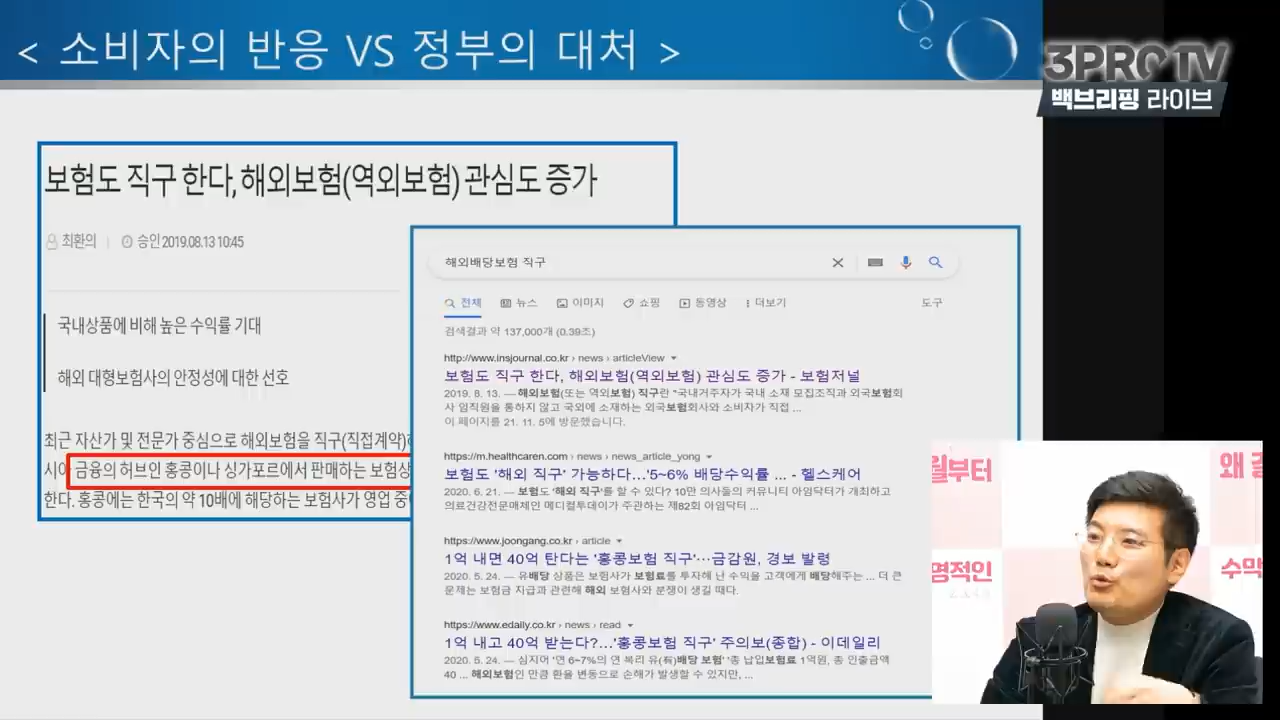 < 소비자의 반응 VS 정부의 대처 >
3PROTV
백브리핑 라이브
보험도 직구 한다, 해외보험(역외보험) 관심도 증가
최환의 | 승인 2019.08.13 10:45
국내상품에 비해 높은 수익률 기대
해외 대형보험사의 안정성에 대한 선호
최근 자산가 및 전문가 중심으로 해외보험을 직구(직접계약)
시아 금융의 허브인 홍콩이나 싱가포르에서 판매하는 보험상
한다. 홍콩에는 한국의 약 10배에 해당하는 보험사가 영업 중
해외배당보험 직구
전체 뉴스 이미지 쇼핑 동영상 더보기 도구
검색결과 약 137,000개 (0.39초)
http://www.insjournal.co.kr › news › articleView
보험도 직구 한다, 해외보험(역외보험) 관심도 증가 - 보험저널
2019. 8. 13. — 해외보험(또는 역외보험) 직구란 "국내거주자가 국내 소재 모집조직과 외국보험회
사 임직원을 통하지 않고 국외에 소재하는 외국보험회사와 소비자가 직접 ...
이 페이지를 21. 11. 5에 방문했습니다.
https://m.healthcaren.com › news › news_article_yong
보험도 '해외 직구' 가능하다...'5~6% 배당수익률 ... - 헬스케어
2020. 6. 21. — 보험도 '해외 직구'를 할 수 있다? 10만 의사들의 커뮤니티 아임닥터가 개최하고
의료건강전문매체인 메디컬투데이가 주관하는 제82회 아임닥터 ...
https://www.joongang.co.kr › article
1억 내면 40억 탄다는 '홍콩보험 직구'…금감원, 경보 발령
2020. 5. 24. — 유배당 상품은 보험사가 보험료를 투자해 난 수익을 고객에게 배당해주는 ... 더 큰
문제는 보험금 지급과 관련해 해외 보험사와 분쟁이 생길 때다.
https://www.edaily.co.kr › news › read
1억 내고 40억 받는다?...'홍콩보험 직구' 주의보(종합) - 이데일리
2020. 5. 24. — 심지어 '연 6~7%의 연 복리 유(有)배당 보험' '총 납입보험료 1억원, 총 인출금액
40 ... 해외보험인 만큼 환율 변동으로 손해가 발생할 수 있지만, ...
월부터
왜
명적인
수막